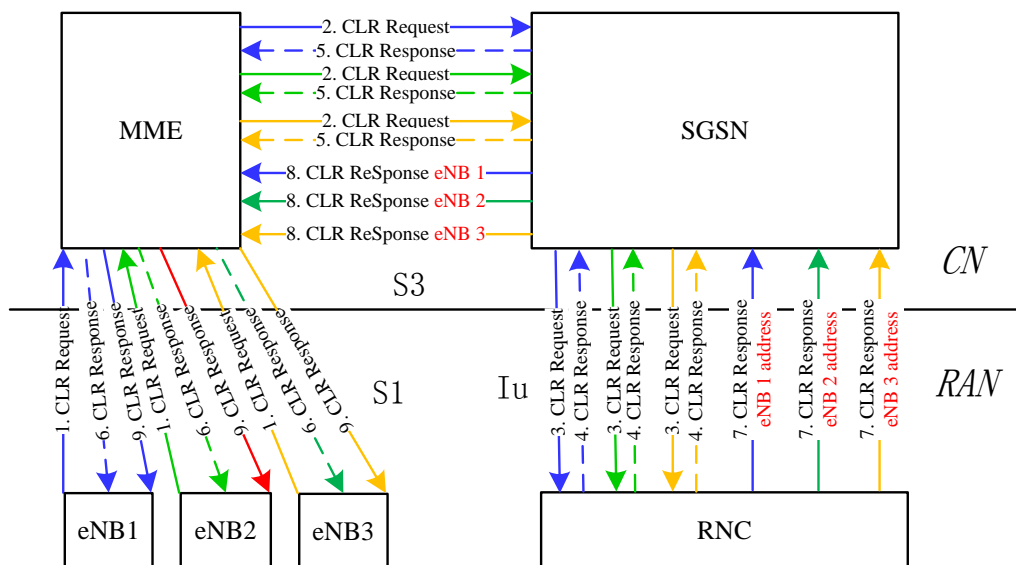 2. CLR Request
5. CLR Response
2. CLR Request
5. CLR Response
2. CLR Request
5. CLR Response
MME
SGSN
8. CLR ReSponse eNB 1
8. CLR ReSponse eNB 2
8. CLR ReSponse eNB 3
S3
CN
1. CLR Request
6. CLR Response
9. CLR Response
1. CLR Request
6. CLR Response
9. CLR Response
1. CLR Request
6. CLR Response
9. CLR Response
S1
Iu
3. CLR Request
4. CLR Response
3. CLR Request
4. CLR Response
3. CLR Request
4. CLR Response
7. CLR Response
eNB 1 address
7. CLR Response
eNB 2 address
7. CLR Response
eNB 3 address
RAN
eNB1
eNB2
eNB3
RNC